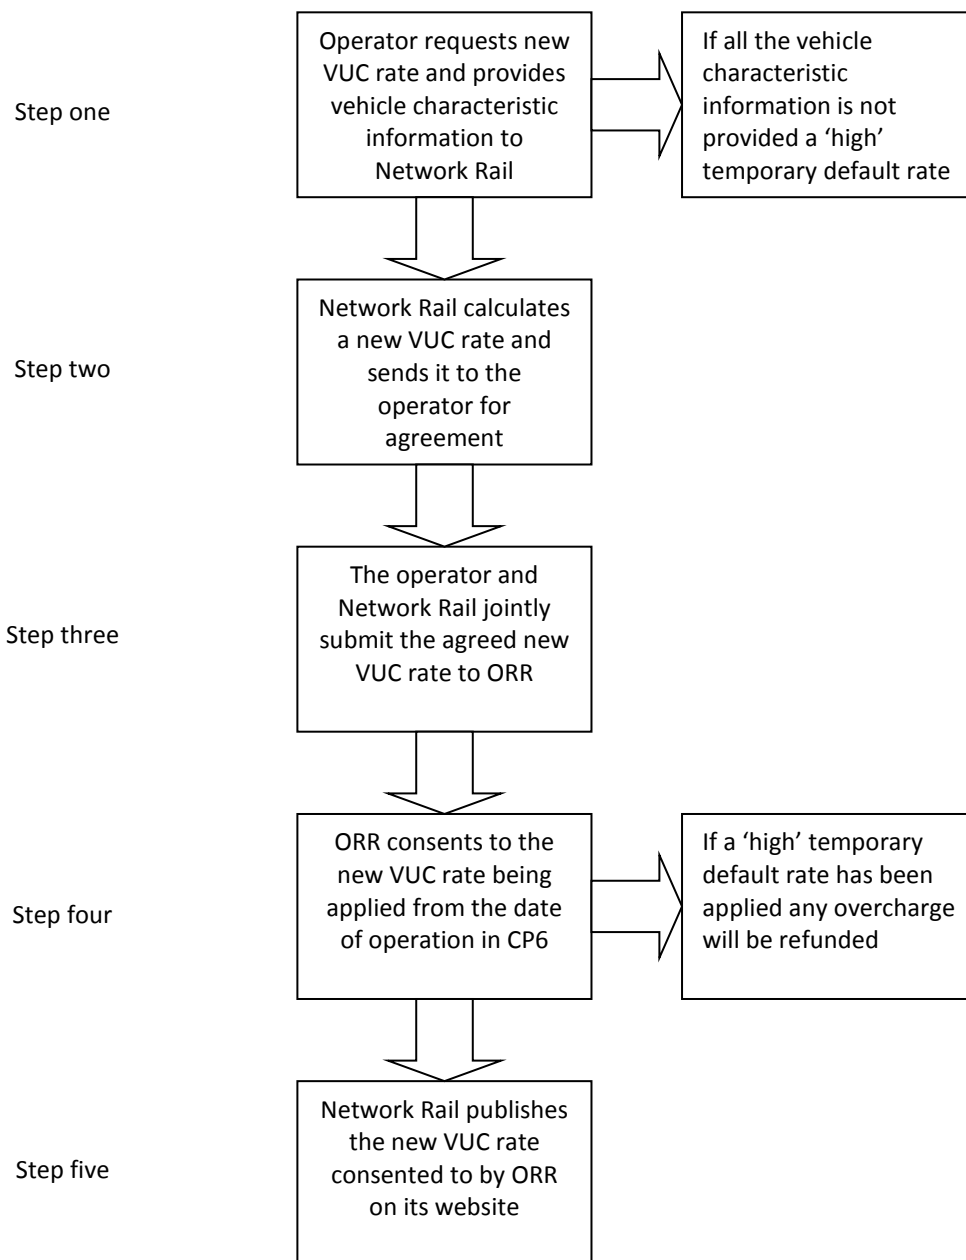 Step one
Operator requests new
VUC rate and provides
vehicle characteristic
information to
Network Rail
If all the vehicle
characteristic
information is not
provided a ‘high’
temporary default rate
Step two
Network Rail calculates
a new VUC rate and
sends it to the
operator for
agreement
Step three
The operator and
Network Rail jointly
submit the agreed new
VUC rate to ORR
Step four
ORR consents to the
new VUC rate being
applied from the date
of operation in CP6
If a ‘high’ temporary
default rate has been
applied any overcharge
will be refunded
Step five
Network Rail publishes
the new VUC rate
consented to by ORR
on its website